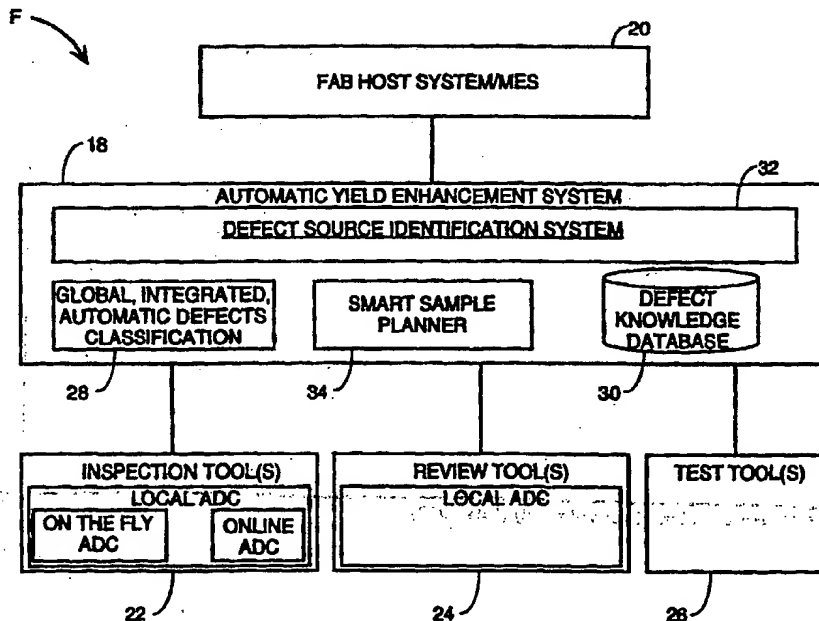 F
20
FAB HOST SYSTEM/MES
18
AUTOMATIC YIELD ENHANCEMENT SYSTEM
32
DEFECT SOURCE IDENTIFICATION SYSTEM
GLOBAL, INTEGRATED,
AUTOMATIC DEFECTS
CLASSIFICATION
SMART SAMPLE
PLANNER
DEFECT
KNOWLEDGE
DATABASE
28
34
30
INSPECTION TOOL(S)
LOCAL ADC
ON THE FLY
ADC
ONLINE
ADC
REVIEW TOOL(S)
LOCAL ADC
TEST TOOL(S)
22
24
26